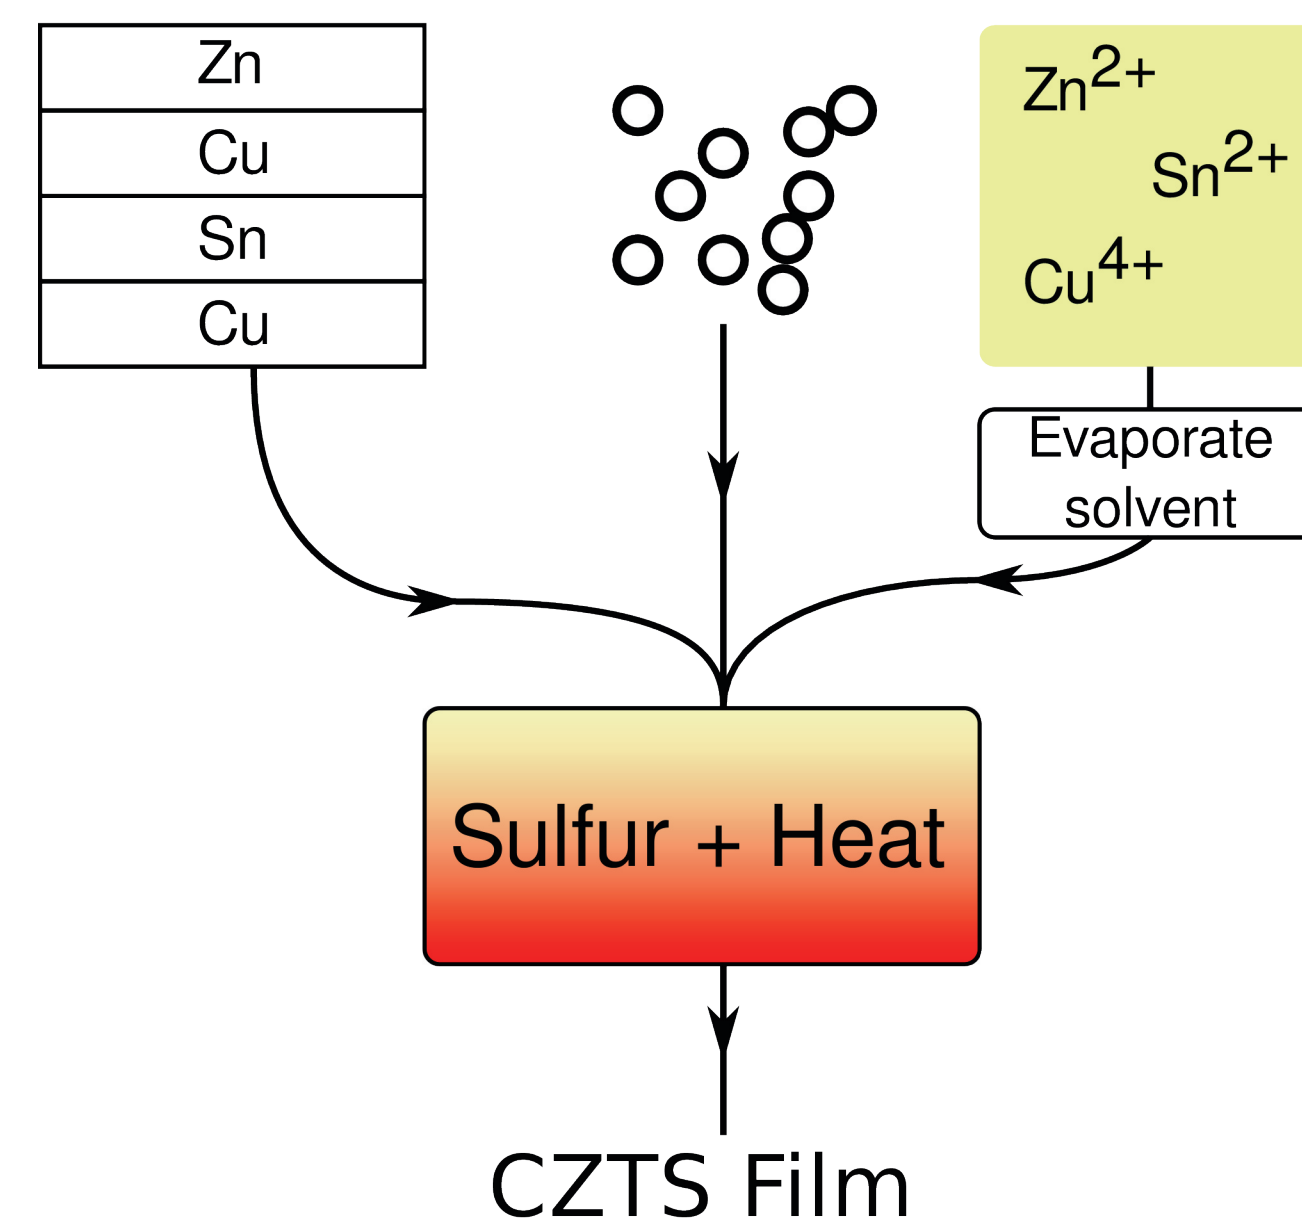 Zn
Cu
Sn
Cu
Zn²⁺
Sn²⁺
Cu⁴⁺
Evaporate
solvent
Sulfur + Heat
CZTS Film